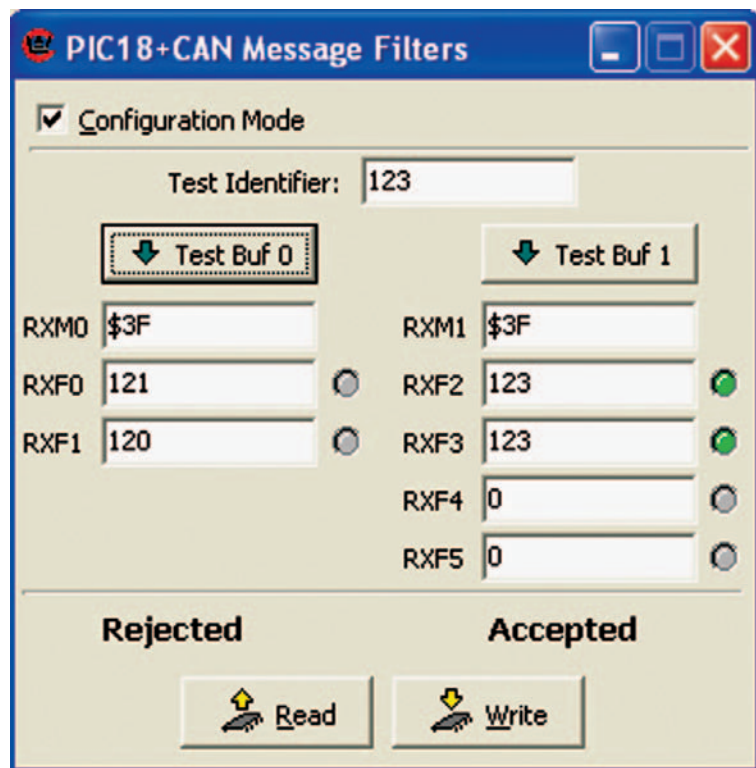 PIC18+CAN Message Filters
Configuration Mode
Test Identifier: 123
Test Buf 0 Test Buf 1
RXM0 $3F RXM1 $3F
RXF0 121 RXF2 123
RXF1 120 RXF3 123
RXF4 0
RXF5 0
Rejected Accepted
Read Write